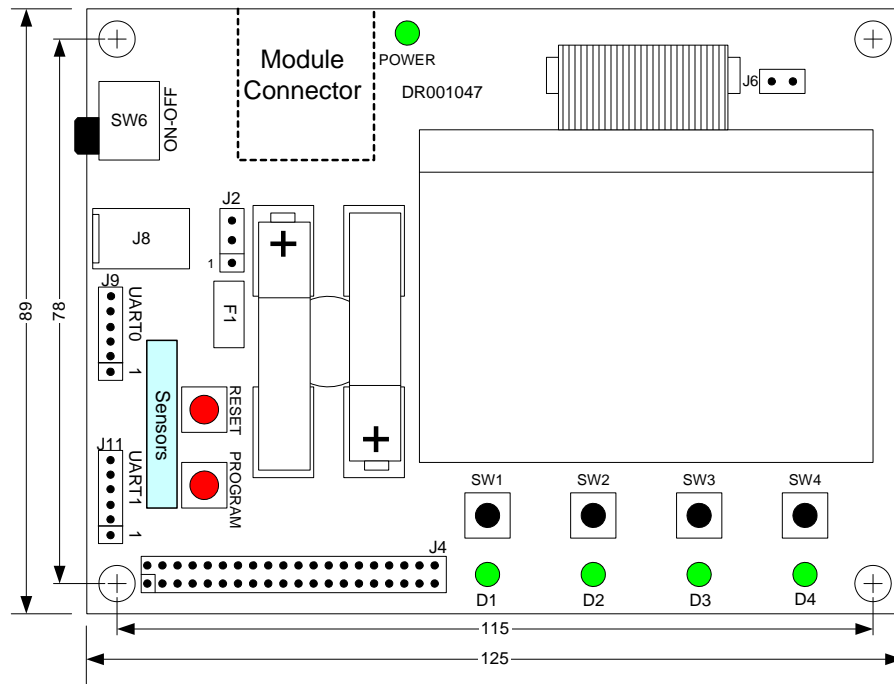 Module
Connector
POWER
DR001047
J6
SW6
ON-OFF
J2
1
J8
F1
+
+
J9
UART0
1
Sensors
RESET
PROGRAM
J11
UART1
1
J4
SW1
SW2
SW3
SW4
D1
D2
D3
D4
89
78
115
125